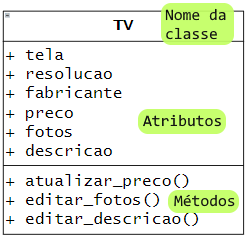 TV
Nome da
classe
+ tela
+ resolucao
+ fabricante
+ preco
+ fotos
+ descricao
Atributos
+ atualizar_preco()
+ editar_fotos()
+ editar_descricao()
Métodos